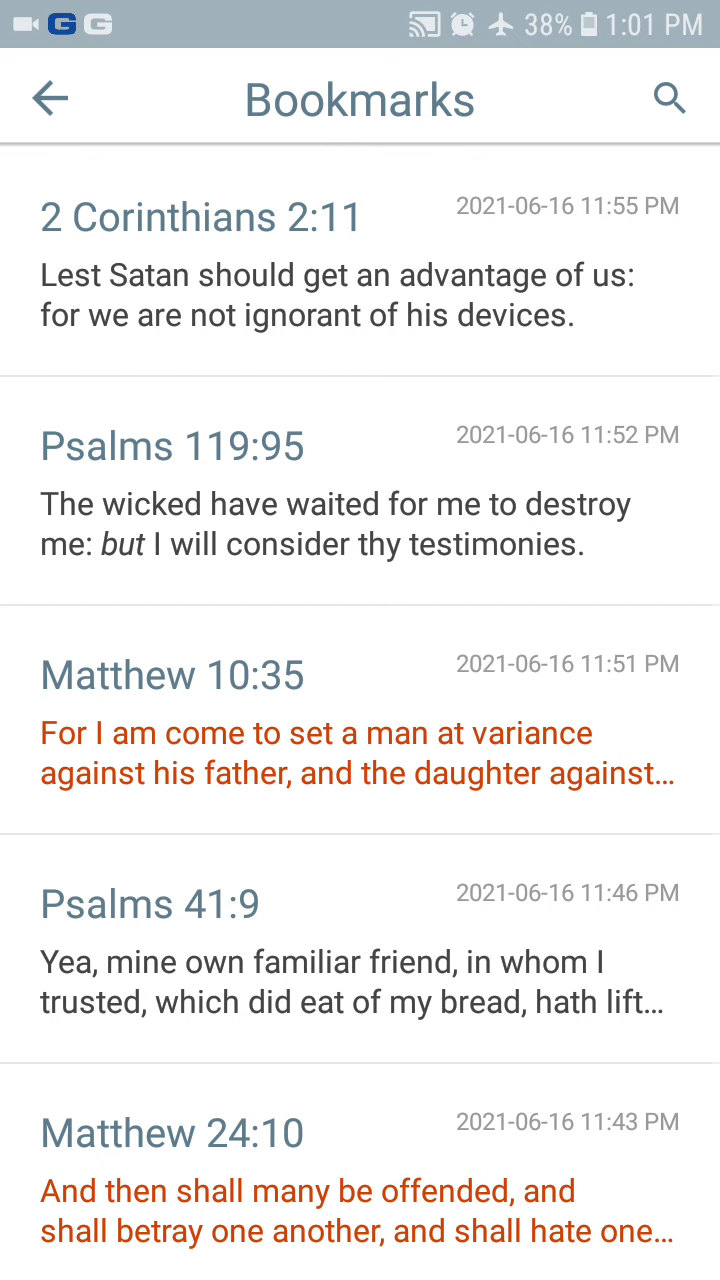 G G 38% 1:01 PM
Bookmarks
2 Corinthians 2:11 2021-06-16 11:55 PM
Lest Satan should get an advantage of us:
for we are not ignorant of his devices.
Psalms 119:95 2021-06-16 11:52 PM
The wicked have waited for me to destroy
me: but I will consider thy testimonies.
Matthew 10:35 2021-06-16 11:51 PM
For I am come to set a man at variance
against his father, and the daughter against...
Psalms 41:9 2021-06-16 11:46 PM
Yea, mine own familiar friend, in whom I
trusted, which did eat of my bread, hath lift...
Matthew 24:10 2021-06-16 11:43 PM
And then shall many be offended, and
shall betray one another, and shall hate one...